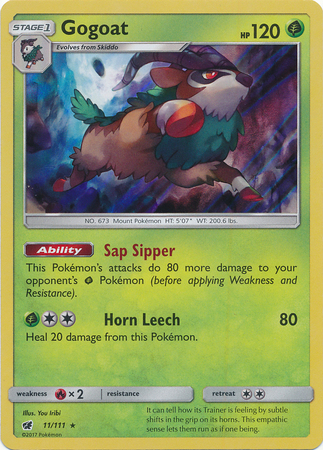 STAGE 1 Gogoat HP 120
Evolves from Skiddo
NO. 673 Mount Pokémon HT: 5'07" WT: 200.6 lbs.
Ability Sap Sipper
This Pokémon's attacks do 80 more damage to your
opponent's Pokémon (before applying Weakness and
Resistance).
Horn Leech 80
Heal 20 damage from this Pokémon.
weakness × 2 resistance retreat
Illus. You Iribi
11/111 ★
©2017 Pokémon
It can tell how its Trainer is feeling by subtle
shifts in the grip on its horns. This empathic
sense lets them run as if one being.